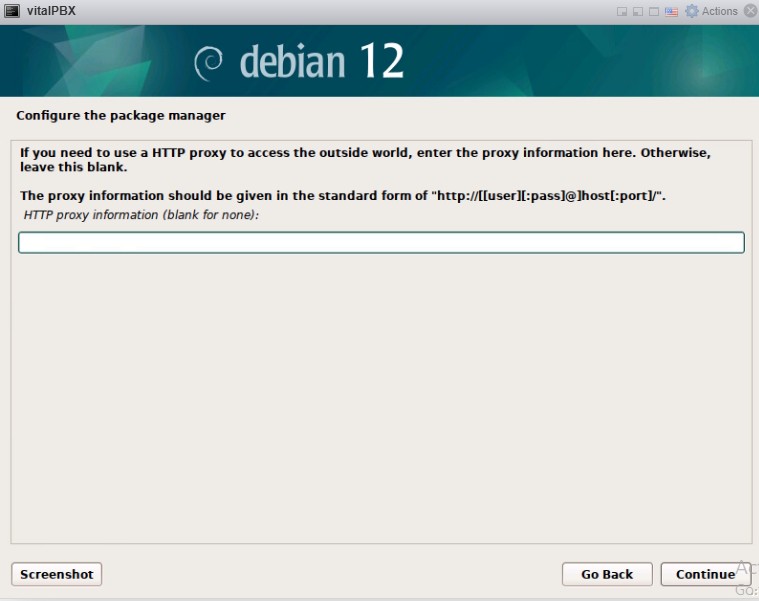 vitalPBX
Actions
debian 12
Configure the package manager
If you need to use a HTTP proxy to access the outside world, enter the proxy information here. Otherwise,
leave this blank.
The proxy information should be given in the standard form of "http://[[user][:pass]@]host[:port]/".
HTTP proxy information (blank for none):
Screenshot
Go Back
Continue